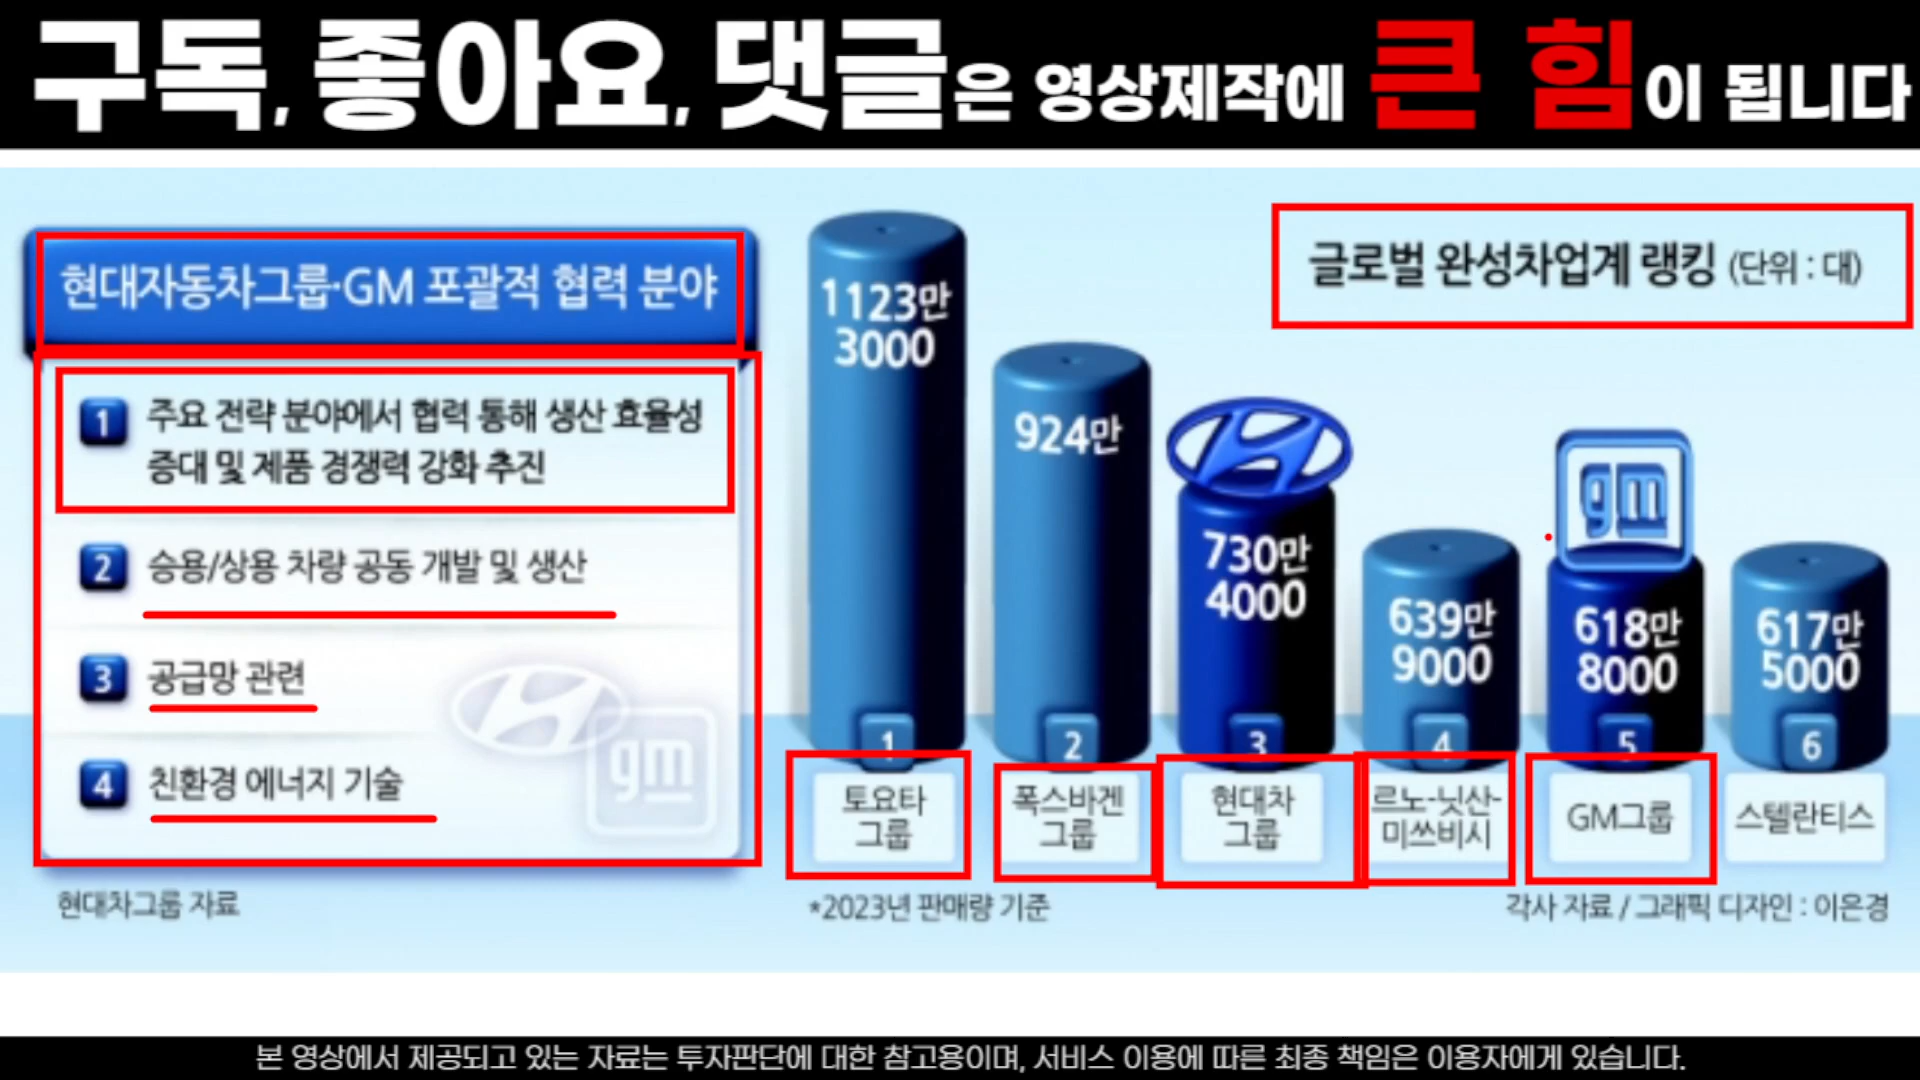 구독, 좋아요, 댓글은 영상제작에 큰 힘이 됩니다
현대자동차그룹·GM 포괄적 협력 분야
1 주요 전략 분야에서 협력 통해 생산 효율성
증대 및 제품 경쟁력 강화 추진
2 승용/상용 차량 공동 개발 및 생산
3 공급망 관련
4 친환경 에너지 기술
gm
현대차그룹 자료
글로벌 완성차업계 랭킹 (단위 : 대)
1123만
3000
1
토요타
그룹
924만
2
폭스바겐
그룹
730만
4000
3
현대차
그룹
639만
9000
4
르노-닛산-
미쓰비시
gm
618만
8000
5
GM그룹
617만
5000
6
스텔란티스
*2023년 판매량 기준
각사 자료 / 그래픽 디자인 : 이은경
본 영상에서 제공되고 있는 자료는 투자판단에 대한 참고용이며, 서비스 이용에 따른 최종 책임은 이용자에게 있습니다.